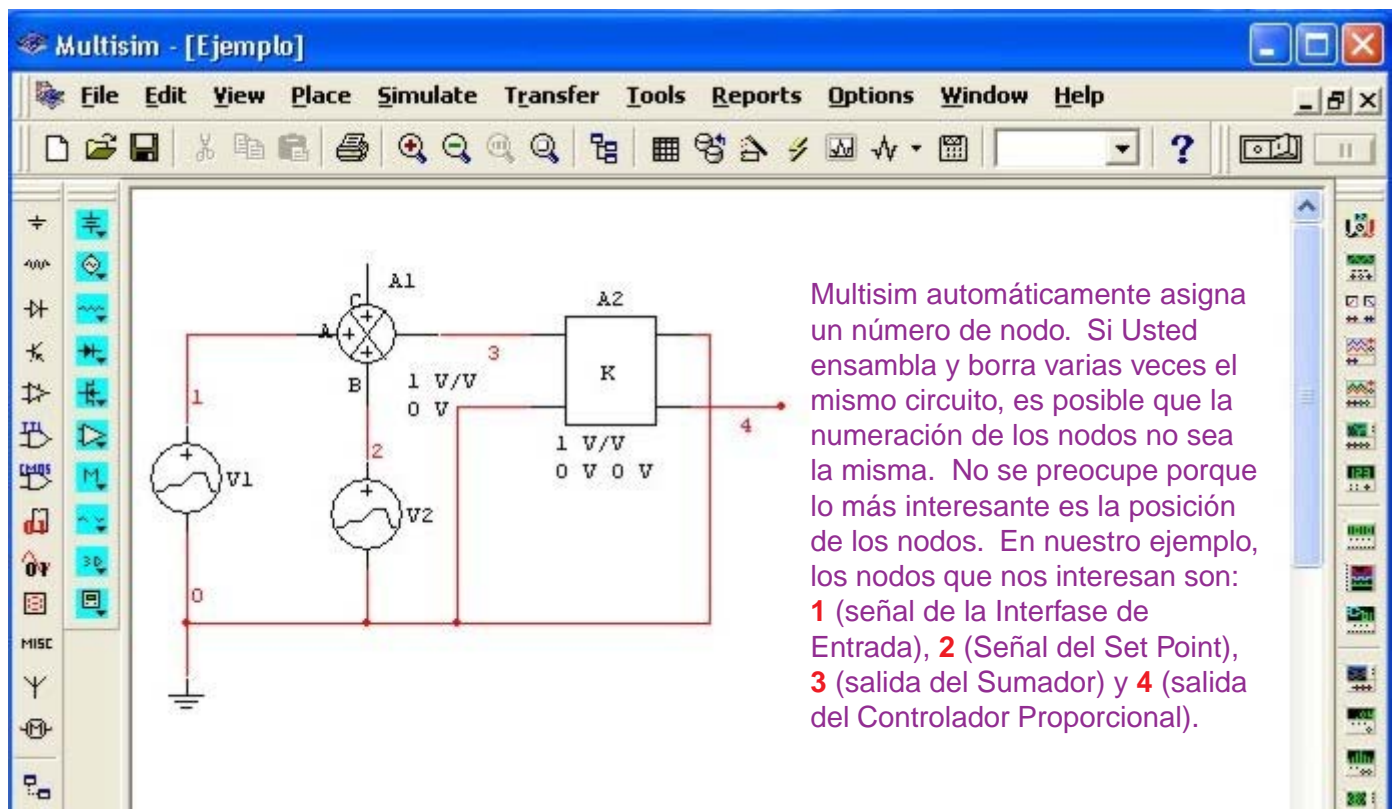 Multisim - [Ejemplo]
File Edit View Place Simulate Transfer Tools Reports Options Window Help
A1
C
A
B
1 V/V
0 V
A2
K
1 V/V
0 V 0 V
1
2
3
4
0
V1
V2
Multisim automáticamente asigna
un número de nodo. Si Usted
ensambla y borra varias veces el
mismo circuito, es posible que la
numeración de los nodos no sea
la misma. No se preocupe porque
lo más interesante es la posición
de los nodos. En nuestro ejemplo,
los nodos que nos interesan son:
1 (señal de la Interfase de
Entrada), 2 (Señal del Set Point),
3 (salida del Sumador) y 4 (salida
del Controlador Proporcional).
TTL
CMOS
MISC
M
M
3D